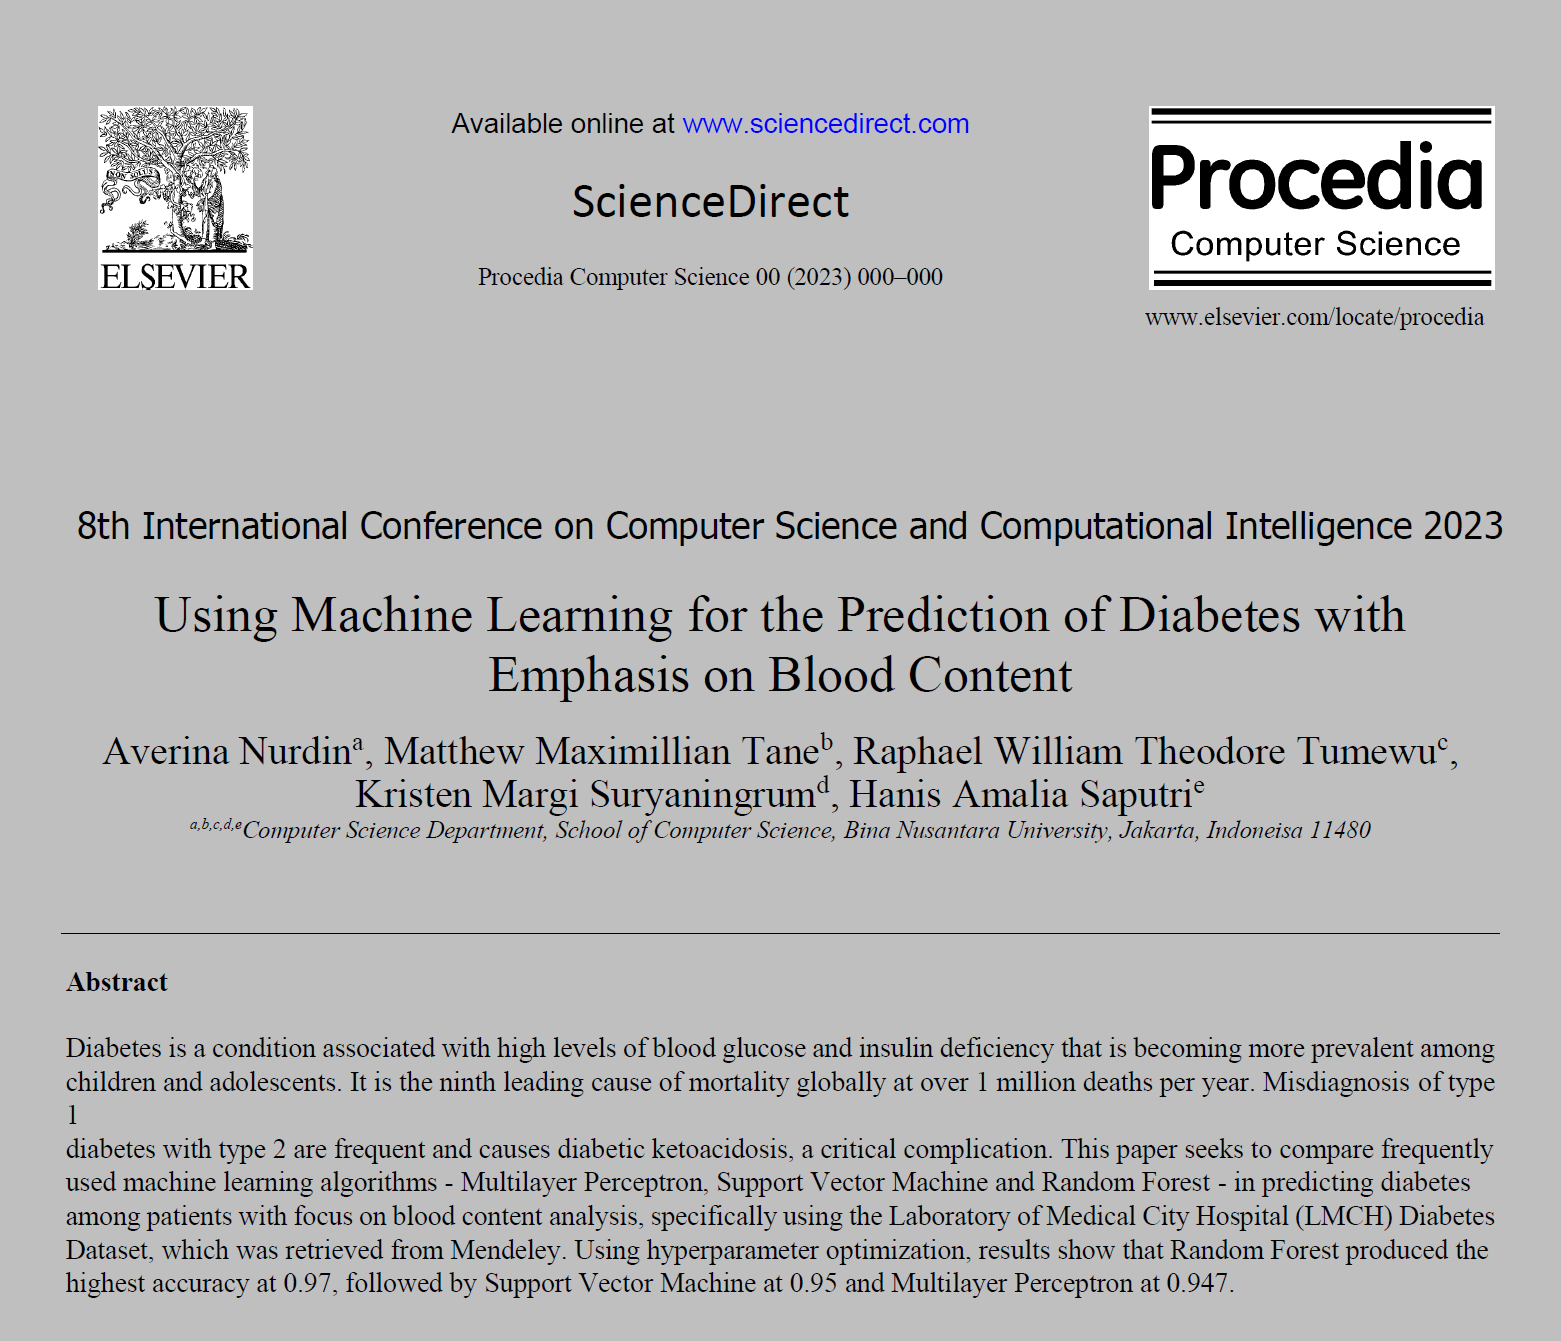 Available online at www.sciencedirect.com
ScienceDirect
Procedia Computer Science 00 (2023) 000–000
NON SOLUS
ELSEVIER
Procedia
Computer Science
www.elsevier.com/locate/procedia
8th International Conference on Computer Science and Computational Intelligence 2023
Using Machine Learning for the Prediction of Diabetes with
Emphasis on Blood Content
Averina Nurdinᵃ, Matthew Maximillian Taneᵇ, Raphael William Theodore Tumewuᶜ,
Kristen Margi Suryaningrumᵈ, Hanis Amalia Saputriᵉ
a,b,c,d,eComputer Science Department, School of Computer Science, Bina Nusantara University, Jakarta, Indoneisa 11480
Abstract
Diabetes is a condition associated with high levels of blood glucose and insulin deficiency that is becoming more prevalent among
children and adolescents. It is the ninth leading cause of mortality globally at over 1 million deaths per year. Misdiagnosis of type
1
diabetes with type 2 are frequent and causes diabetic ketoacidosis, a critical complication. This paper seeks to compare frequently
used machine learning algorithms - Multilayer Perceptron, Support Vector Machine and Random Forest - in predicting diabetes
among patients with focus on blood content analysis, specifically using the Laboratory of Medical City Hospital (LMCH) Diabetes
Dataset, which was retrieved from Mendeley. Using hyperparameter optimization, results show that Random Forest produced the
highest accuracy at 0.97, followed by Support Vector Machine at 0.95 and Multilayer Perceptron at 0.947.